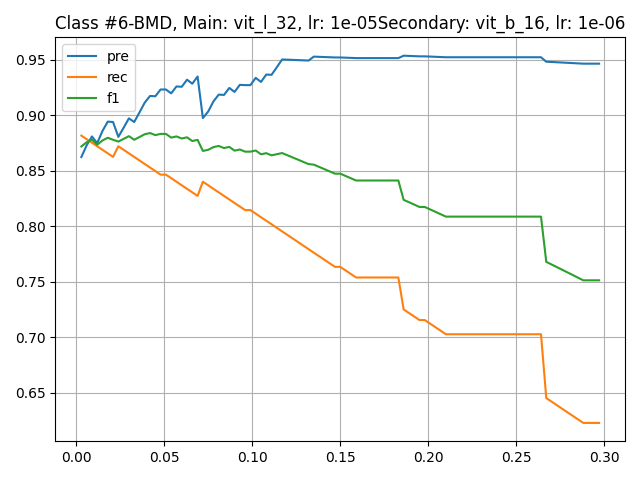 Class #6-BMD, Main: vit_l_32, lr: 1e-05Secondary: vit_b_16, lr: 1e-06
pre
rec
f1
0.95
0.90
0.85
0.80
0.75
0.70
0.65
0.00 0.05 0.10 0.15 0.20 0.25 0.30